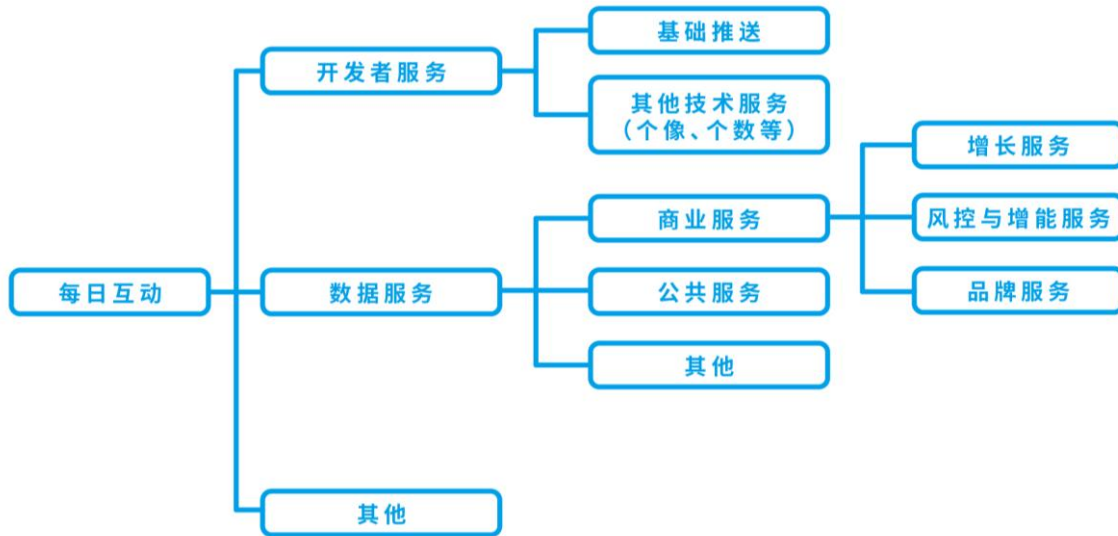 基础推送
开发者服务
其他技术服务
（个像、个数等）
增长服务
商业服务
风控与增能服务
每日互动
数据服务
公共服务
品牌服务
其他
其他